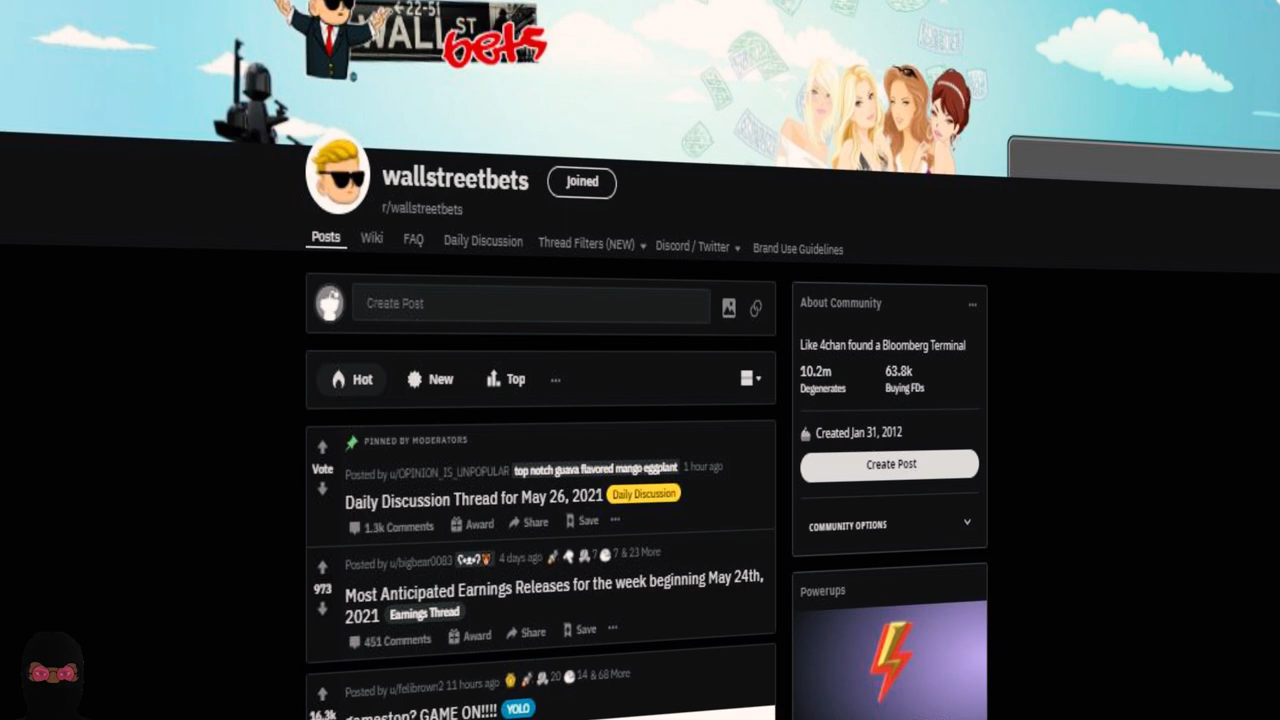 ←22-51
WALL ST
bets
wallstreetbets
Joined
r/wallstreetbets
Posts Wiki FAQ Daily Discussion Thread Filters (NEW) Discord / Twitter Brand Use Guidelines
Create Post
Hot New Top ...
PINNED BY MODERATORS
Vote
Posted by u/OPINION_IS_UNPOPULAR top notch guava flavored mango eggplant 1 hour ago
Daily Discussion Thread for May 26, 2021 Daily Discussion
1.3k Comments Award Share Save ...
Posted by u/bigbear0083 4 days ago 7 7 & 23 More
973
Most Anticipated Earnings Releases for the week beginning May 24th,
2021 Earnings Thread
451 Comments Award Share Save ...
Posted by u/felibrown2 11 hours ago 20 14 & 68 More
16.3k
gamestop? GAME ON!!!! YOLO
About Community ...
Like 4chan found a Bloomberg Terminal
10.2m 63.8k
Degenerates Buying FDs
Created Jan 31, 2012
Create Post
COMMUNITY OPTIONS
Powerups